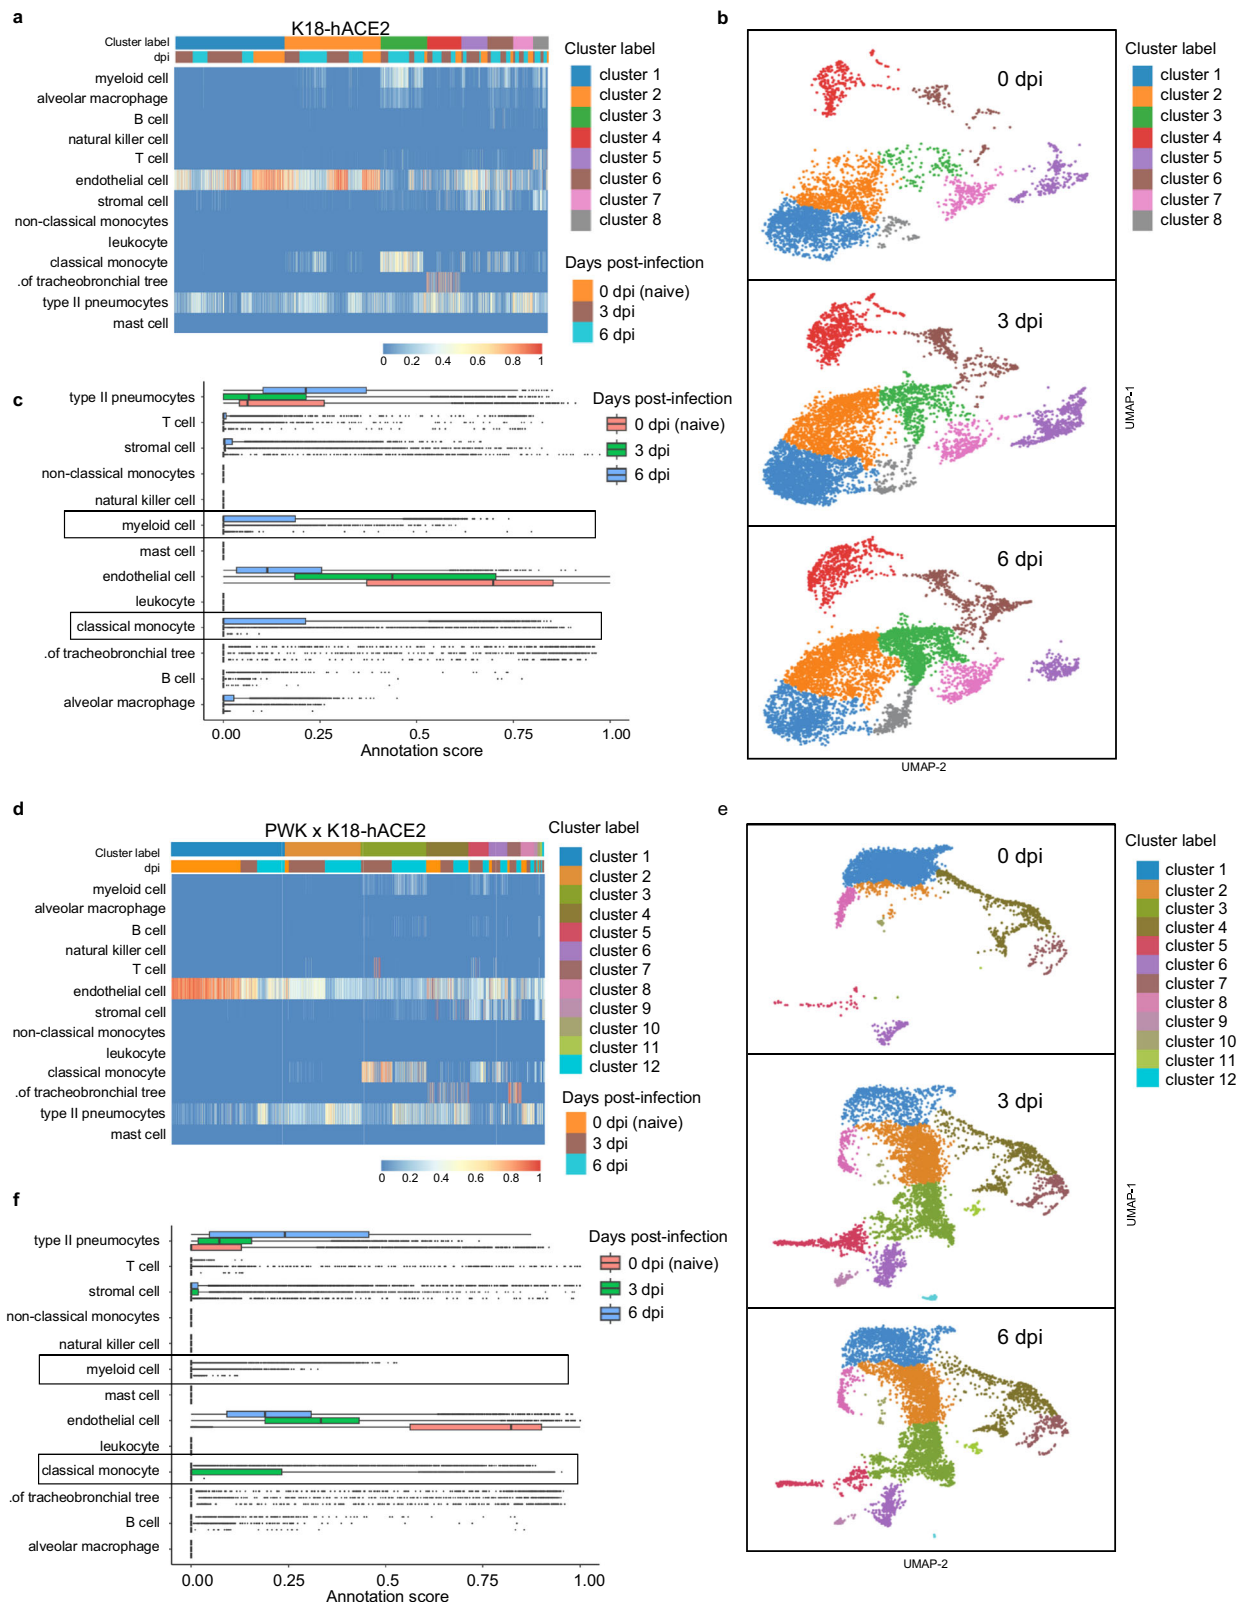 a
K18-hACE2
Cluster label
dpi
myeloid cell
alveolar macrophage
B cell
natural killer cell
T cell
endothelial cell
stromal cell
non-classical monocytes
leukocyte
classical monocyte
.of tracheobronchial tree
type II pneumocytes
mast cell
0 0.2 0.4 0.6 0.8 1
Cluster label
cluster 1
cluster 2
cluster 3
cluster 4
cluster 5
cluster 6
cluster 7
cluster 8
Days post-infection
0 dpi (naive)
3 dpi
6 dpi
b
0 dpi
3 dpi
6 dpi
UMAP-1
UMAP-2
Cluster label
cluster 1
cluster 2
cluster 3
cluster 4
cluster 5
cluster 6
cluster 7
cluster 8
c
type II pneumocytes
T cell
stromal cell
non-classical monocytes
natural killer cell
myeloid cell
mast cell
endothelial cell
leukocyte
classical monocyte
.of tracheobronchial tree
B cell
alveolar macrophage
0.00 0.25 0.50 0.75 1.00
Annotation score
Days post-infection
0 dpi (naive)
3 dpi
6 dpi
d
PWK x K18-hACE2
Cluster label
dpi
myeloid cell
alveolar macrophage
B cell
natural killer cell
T cell
endothelial cell
stromal cell
non-classical monocytes
leukocyte
classical monocyte
.of tracheobronchial tree
type II pneumocytes
mast cell
0 0.2 0.4 0.6 0.8 1
Cluster label
cluster 1
cluster 2
cluster 3
cluster 4
cluster 5
cluster 6
cluster 7
cluster 8
cluster 9
cluster 10
cluster 11
cluster 12
Days post-infection
0 dpi (naive)
3 dpi
6 dpi
e
0 dpi
3 dpi
6 dpi
UMAP-1
UMAP-2
Cluster label
cluster 1
cluster 2
cluster 3
cluster 4
cluster 5
cluster 6
cluster 7
cluster 8
cluster 9
cluster 10
cluster 11
cluster 12
f
type II pneumocytes
T cell
stromal cell
non-classical monocytes
natural killer cell
myeloid cell
mast cell
endothelial cell
leukocyte
classical monocyte
.of tracheobronchial tree
B cell
alveolar macrophage
0.00 0.25 0.50 0.75 1.00
Annotation score
Days post-infection
0 dpi (naive)
3 dpi
6 dpi